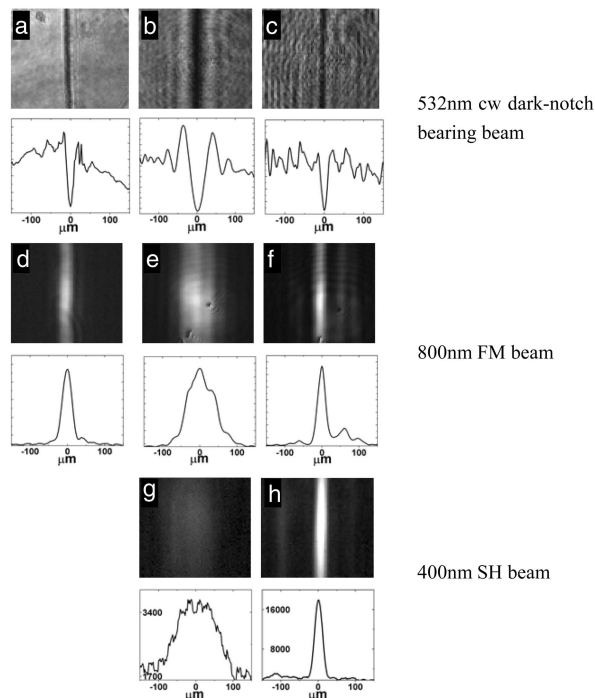 a b c
532nm cw dark-notch
bearing beam
-100 0 100
μm
-100 0 100
μm
-100 0 100
μm
d e f
800nm FM beam
-100 0 100
μm
-100 0 100
μm
-100 0 100
μm
g h
400nm SH beam
3400
1700
-100 0 100
μm
16000
8000
-100 0 100
μm